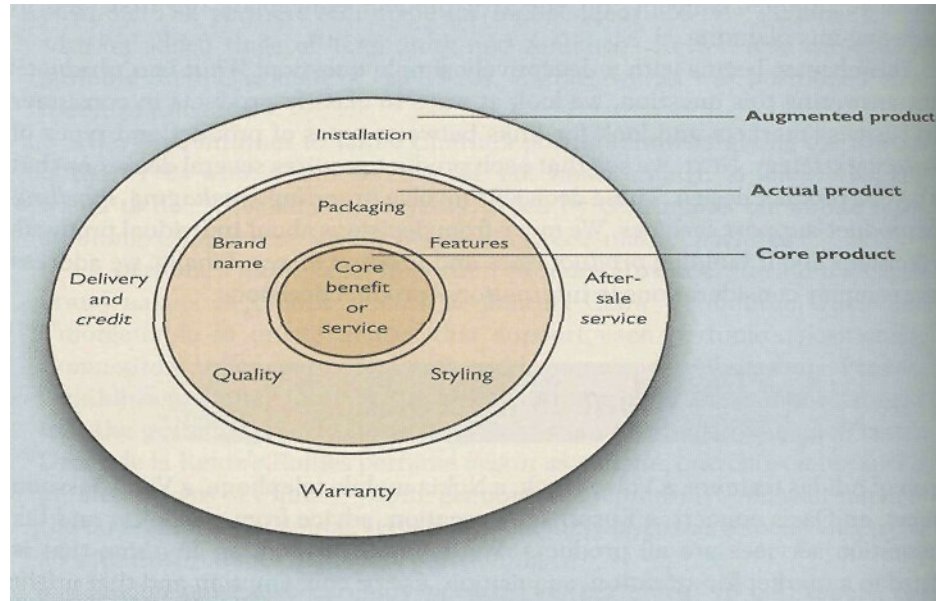 Installation
Augmented product
Packaging
Actual product
Brand
name
Features
Core product
Core
benefit
or
service
Delivery
and
credit
After-
sale
service
Quality
Styling
Warranty